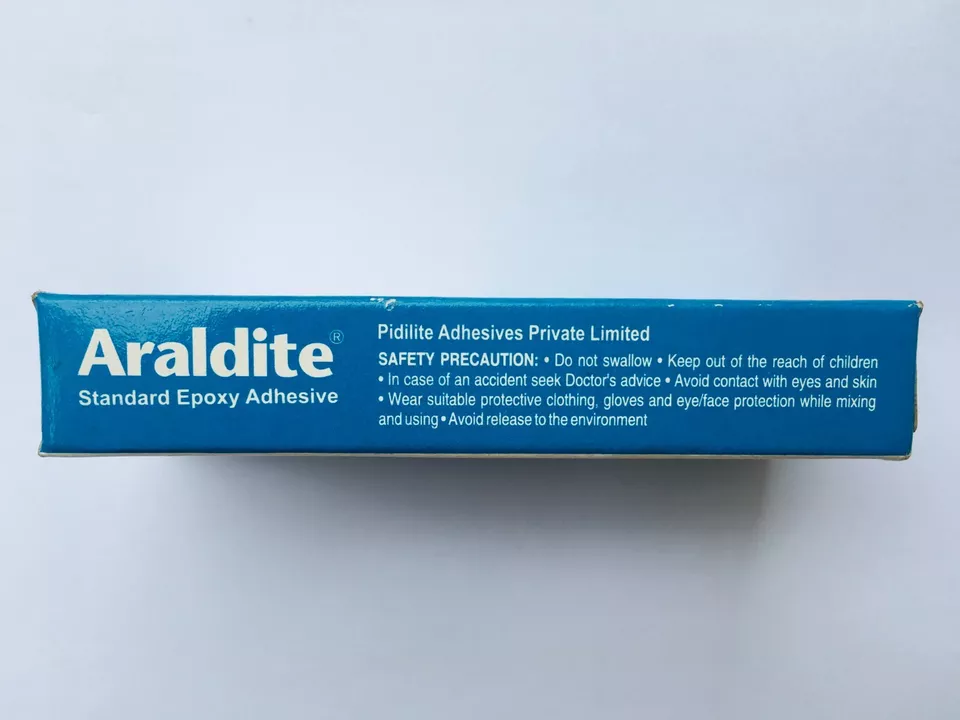 Araldite®
Standard Epoxy Adhesive
Pidilite Adhesives Private Limited
SAFETY PRECAUTION: • Do not swallow • Keep out of the reach of children
• In case of an accident seek Doctor's advice • Avoid contact with eyes and skin
• Wear suitable protective clothing, gloves and eye/face protection while mixing
and using • Avoid release to the environment